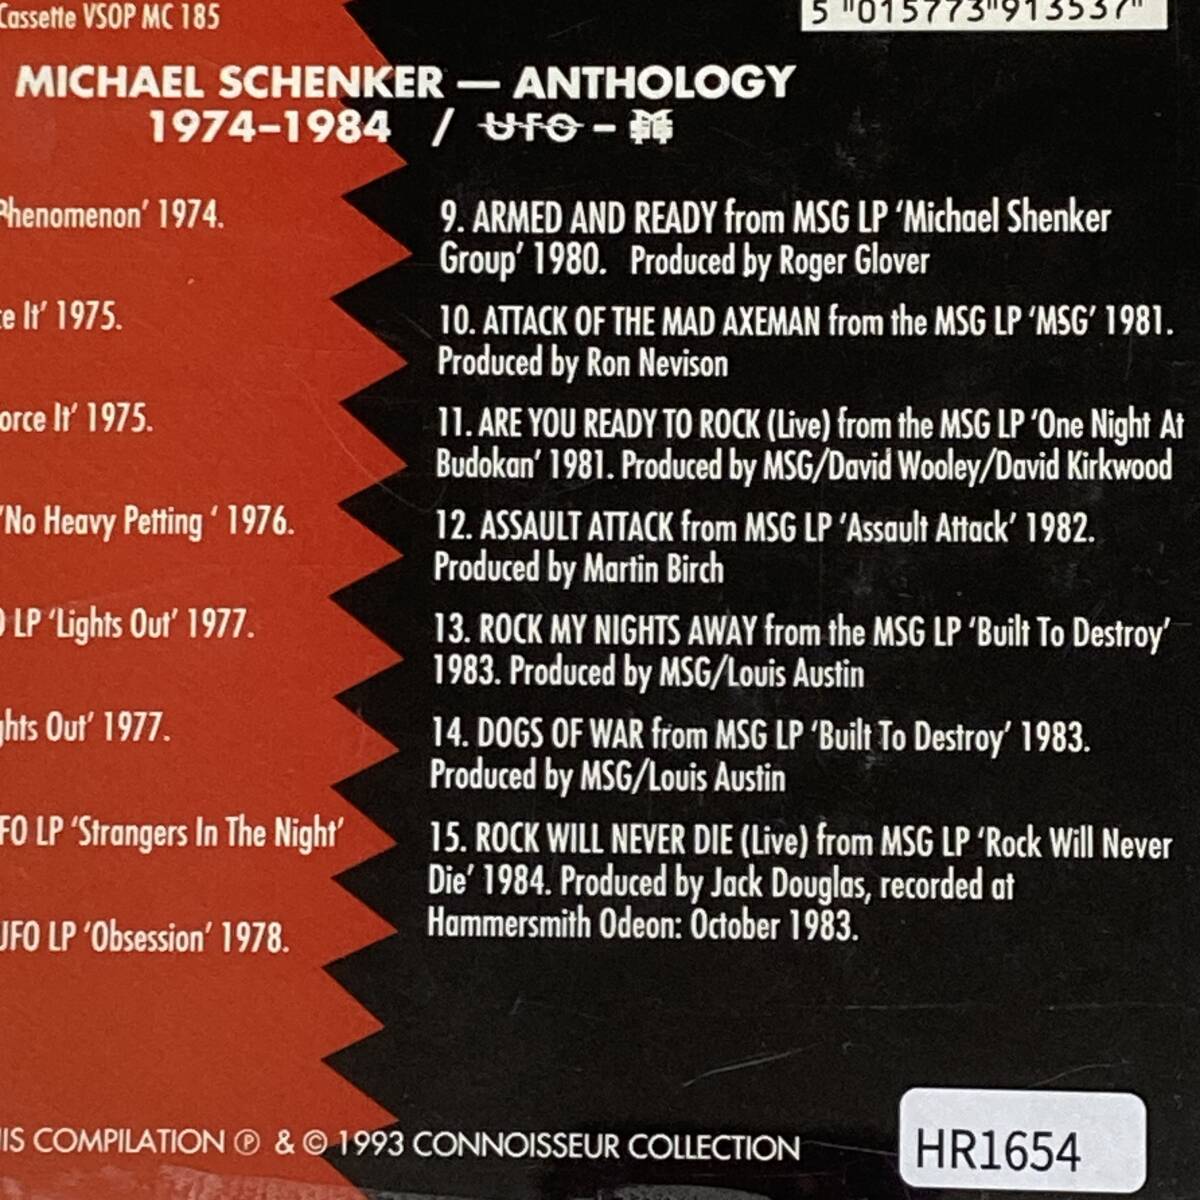 Cassette VSOP MC 185
5 "015773"913537"
MICHAEL SCHENKER — ANTHOLOGY
1974-1984 / UFO -
Phenomenon’ 1974.
e It’ 1975.
orce It’ 1975.
‘No Heavy Petting ‘ 1976.
LP ‘Lights Out’ 1977.
ghts Out’ 1977.
FO LP ‘Strangers In The Night’
UFO LP ‘Obsession’ 1978.
9. ARMED AND READY from MSG LP ‘Michael Shenker
Group’ 1980. Produced by Roger Glover
10. ATTACK OF THE MAD AXEMAN from the MSG LP ‘MSG’ 1981.
Produced by Ron Nevison
11. ARE YOU READY TO ROCK (Live) from the MSG LP ‘One Night At
Budokan’ 1981. Produced by MSG/David Wooley/David Kirkwood
12. ASSAULT ATTACK from MSG LP ‘Assault Attack’ 1982.
Produced by Martin Birch
13. ROCK MY NIGHTS AWAY from the MSG LP ‘Built To Destroy’
1983. Produced by MSG/Louis Austin
14. DOGS OF WAR from MSG LP ‘Built To Destroy’ 1983.
Produced by MSG/Louis Austin
15. ROCK WILL NEVER DIE (Live) from MSG LP ‘Rock Will Never
Die’ 1984. Produced by Jack Douglas, recorded at
Hammersmith Odeon: October 1983.
IS COMPILATION ℗ & © 1993 CONNOISSEUR COLLECTION
HR1654